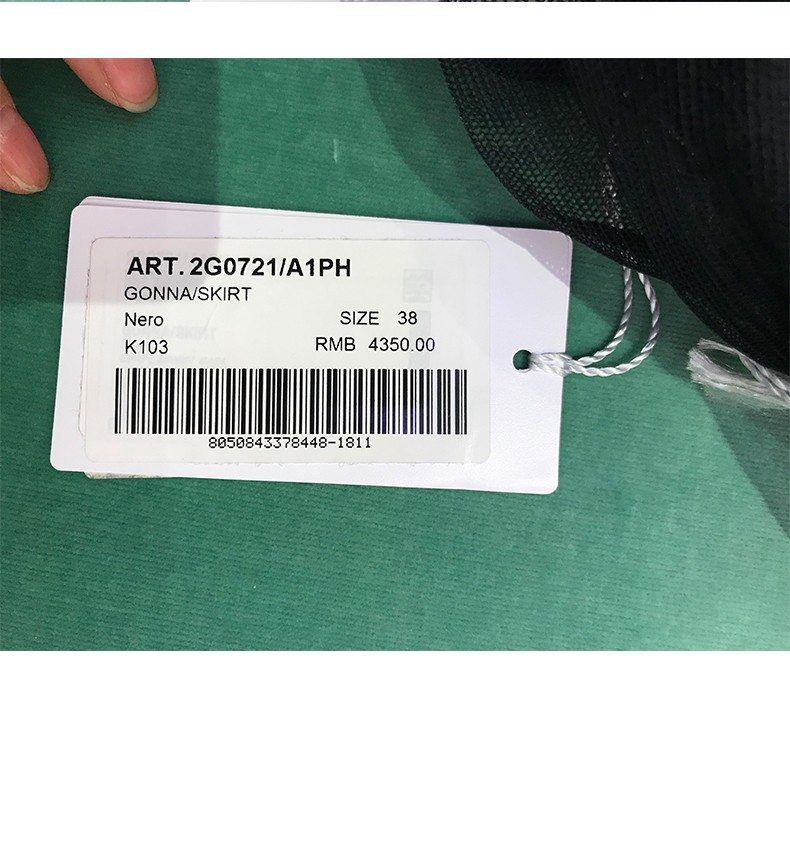 ART. 2G0721/A1PH
GONNA/SKIRT
Nero SIZE 38
K103 RMB 4350.00
8050843378448-1811